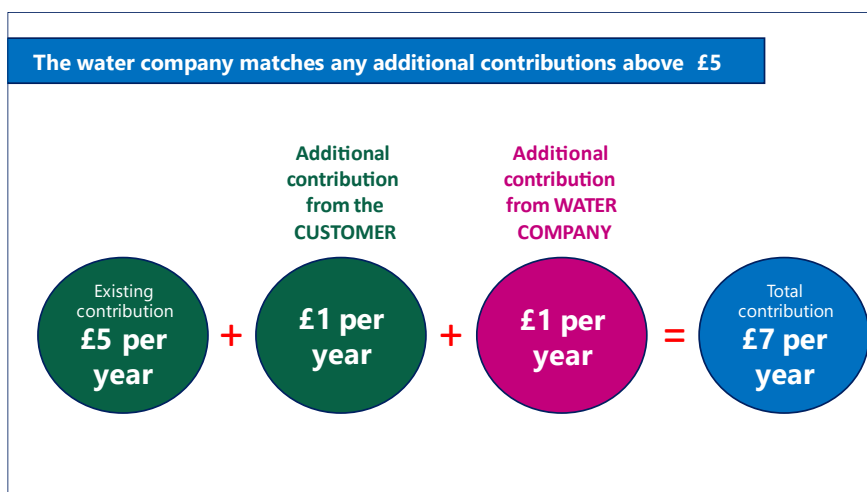 The water company matches any additional contributions above £5
Additional
contribution
from the
CUSTOMER
Additional
contribution
from WATER
COMPANY
Existing
contribution
£5 per
year
+
£1 per
year
+
£1 per
year
=
Total
contribution
£7 per
year